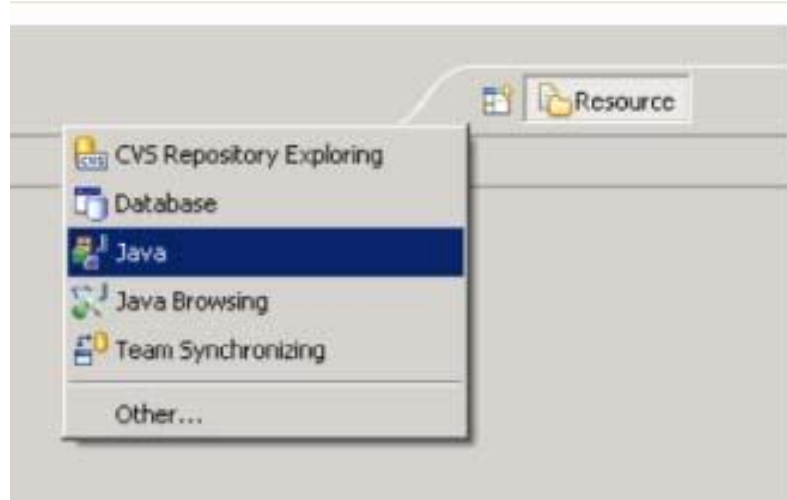 Resource
CVS Repository Exploring
Database
Java
Java Browsing
Team Synchronizing
Other...